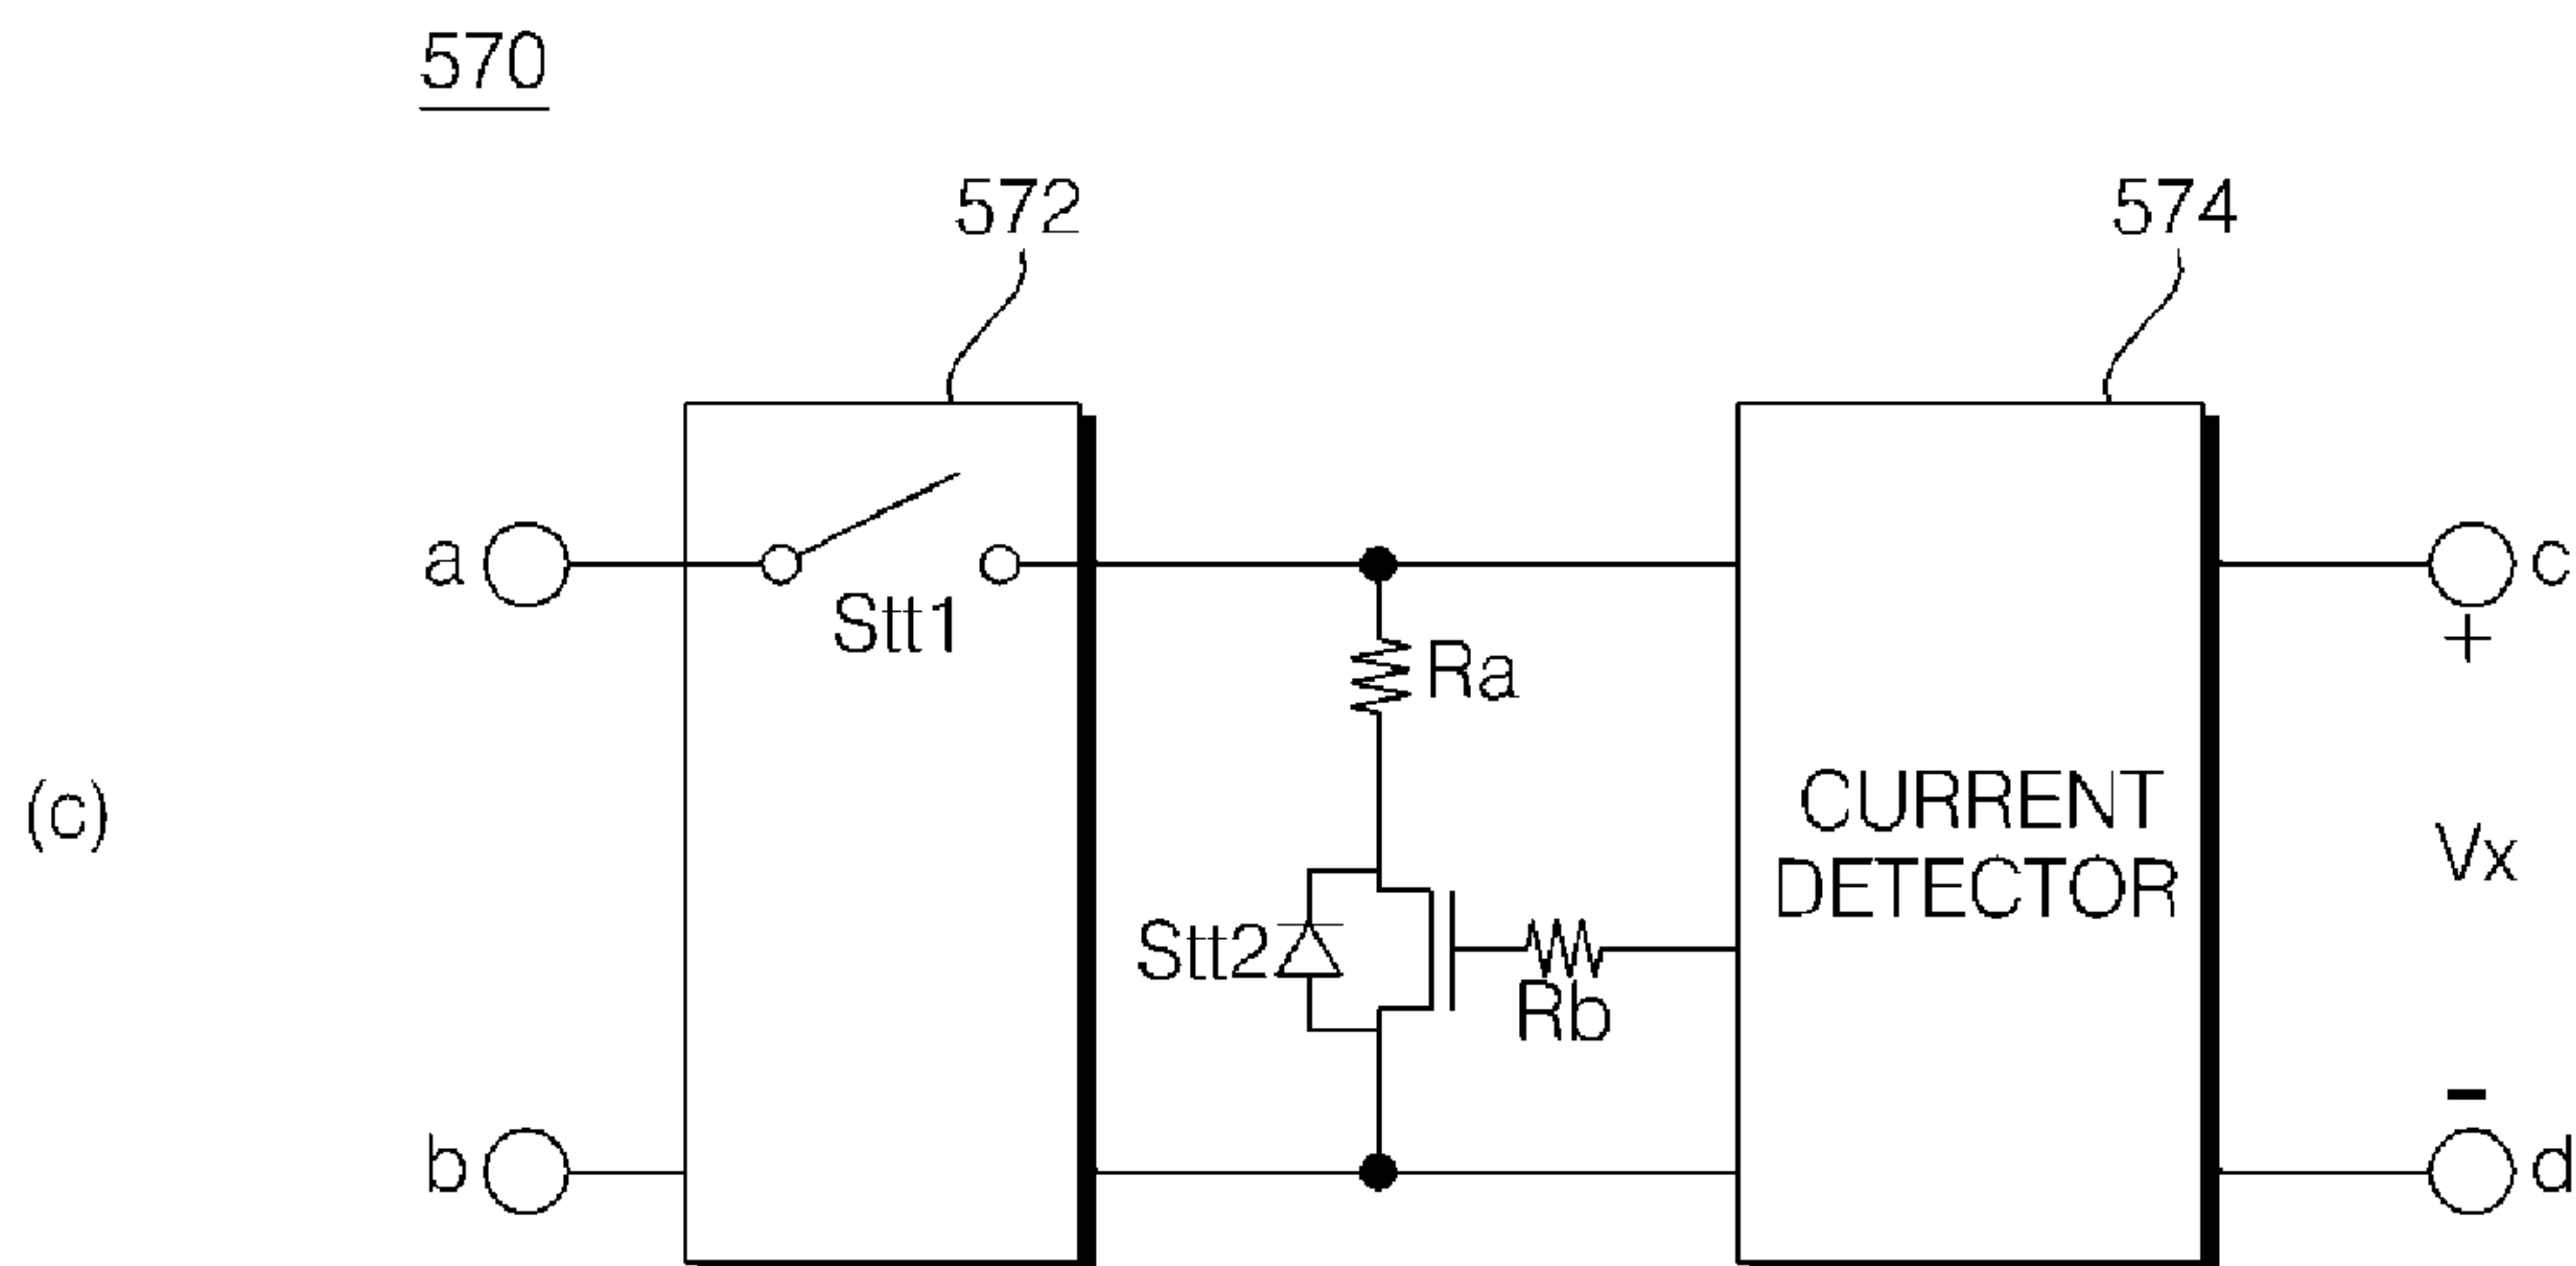 570
572
574
a
c
+
Stt1
Ra
(c)
CURRENT
DETECTOR
Vx
Stt2
Rb
-
b
d